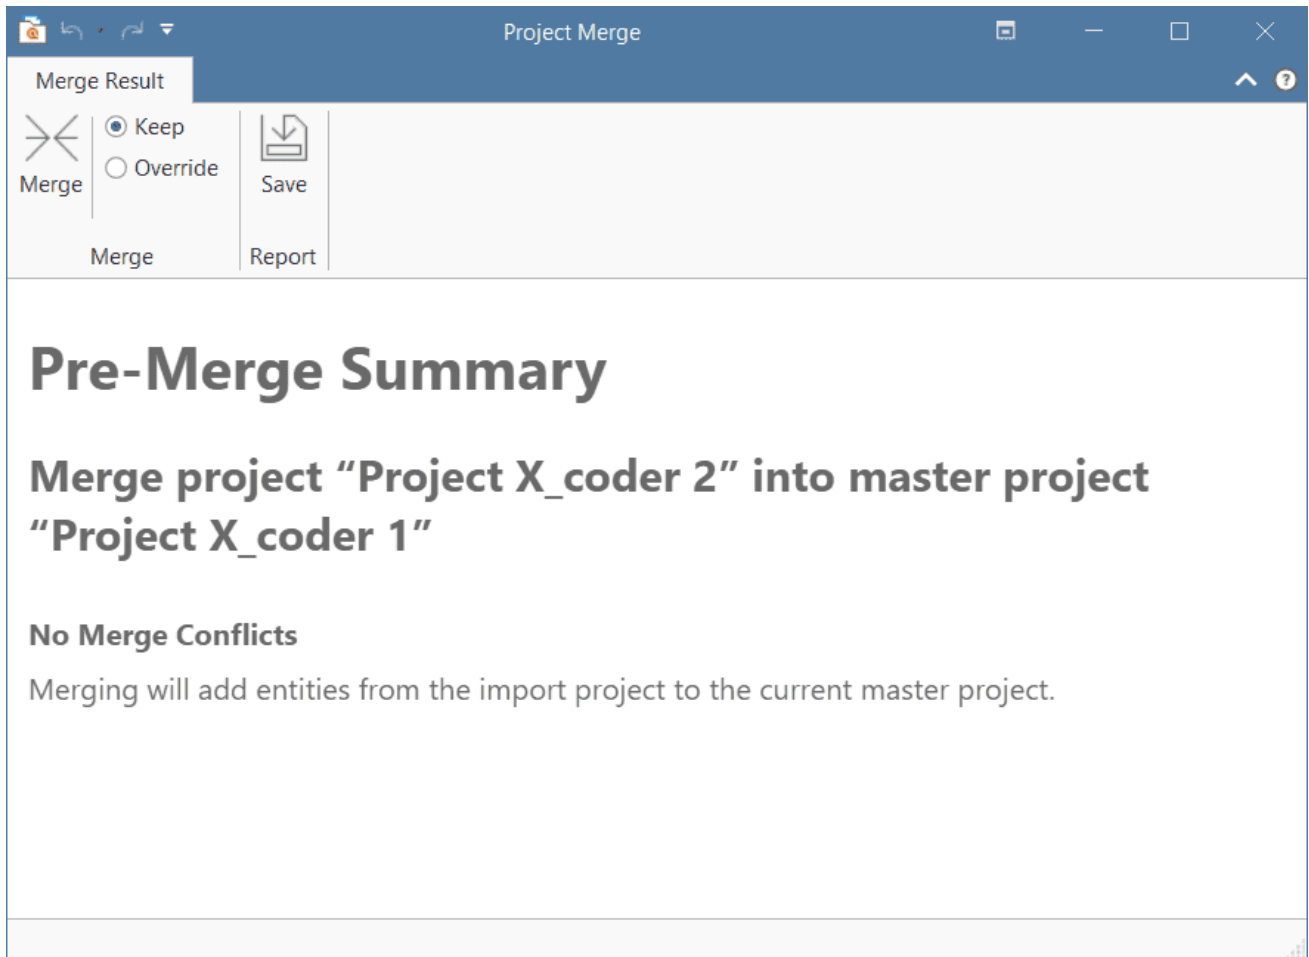 Project Merge
Merge Result
?
Keep
Override
Merge
Save
Merge
Report
Pre-Merge Summary
Merge project “Project X_coder 2” into master project
“Project X_coder 1”
No Merge Conflicts
Merging will add entities from the import project to the current master project.